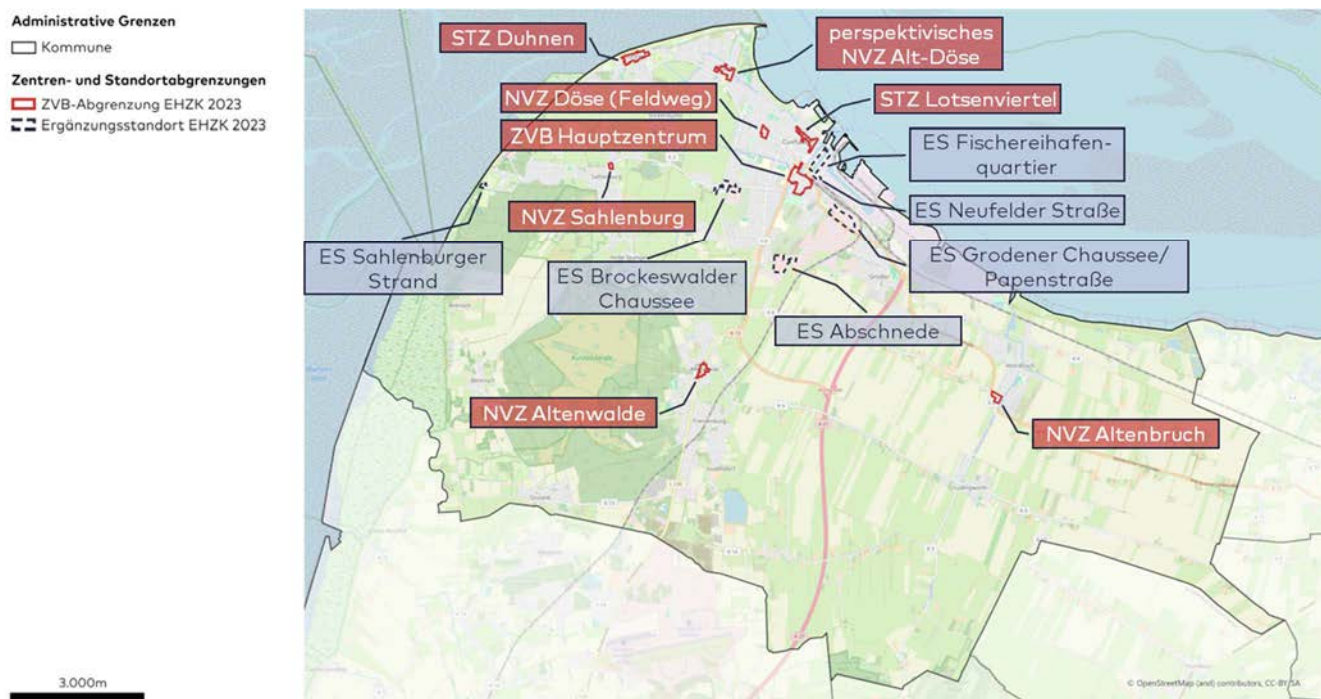 Administrative Grenzen
Kommune
Zentren- und Standortabgrenzungen
ZVB-Abgrenzung EHZK 2023
Ergänzungsstandort EHZK 2023
3.000m
STZ Duhnen
perspektivisches
NVZ Alt-Döse
NVZ Döse (Feldweg)
STZ Lotsenviertel
ZVB Hauptzentrum
ES Fischereihafen-
quartier
NVZ Sahlenburg
ES Neufelder Straße
ES Sahlenburger
Strand
ES Brockeswalder
Chaussee
ES Grodener Chaussee/
Papenstraße
ES Abschnede
NVZ Altenwalde
NVZ Altenbruch
© OpenStreetMap (and) contributors, CC-BY-SA